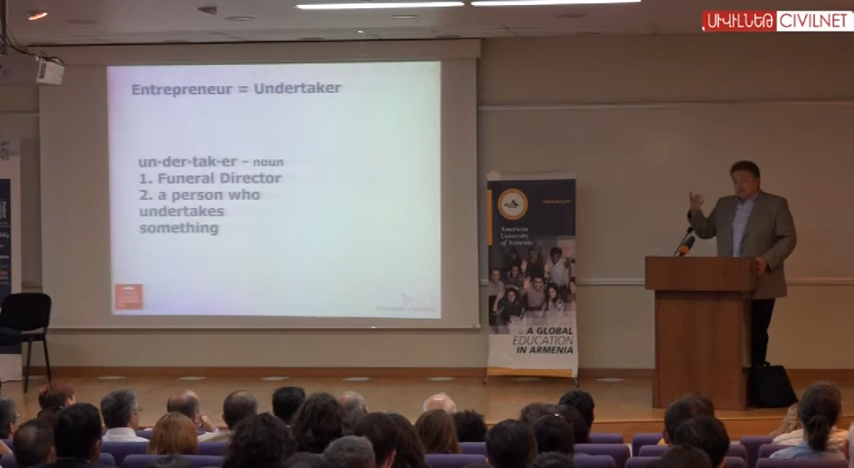 ՍԻՎԻԼՆԵԹ CIVILNET
Entrepreneur = Undertaker
un·der·tak·er – noun
1. Funeral Director
2. a person who
undertakes
something
American
University
of Armenia
A GLOBAL
EDUCATION
IN ARMENIA